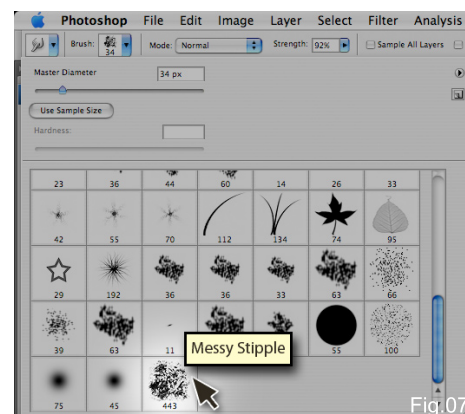 Photoshop File Edit Image Layer Select Filter Analysis
Brush: 34 Mode: Normal Strength: 92% Sample All Layers
Master Diameter 34 px
Use Sample Size
Hardness:
23 36 44 60 14 26 33
42 55 70 112 134 74 95
29 192 36 36 33 63 66
39 63 11 55 100
Messy Stipple
75 45 443
Fig.07